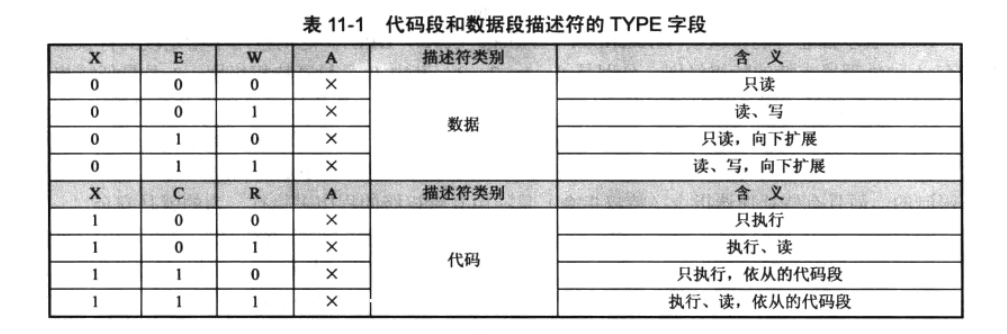 表 11-1 代码段和数据段描述符的 TYPE 字段
X E W A 描述符类别 含 义
0 0 0 × 数据 只读
0 0 1 × 读、写
0 1 0 × 只读，向下扩展
0 1 1 × 读、写，向下扩展
X C R A 描述符类别 含 义
1 0 0 × 代码 只执行
1 0 1 × 执行、读
1 1 0 × 只执行，依从的代码段
1 1 1 × 执行、读，依从的代码段